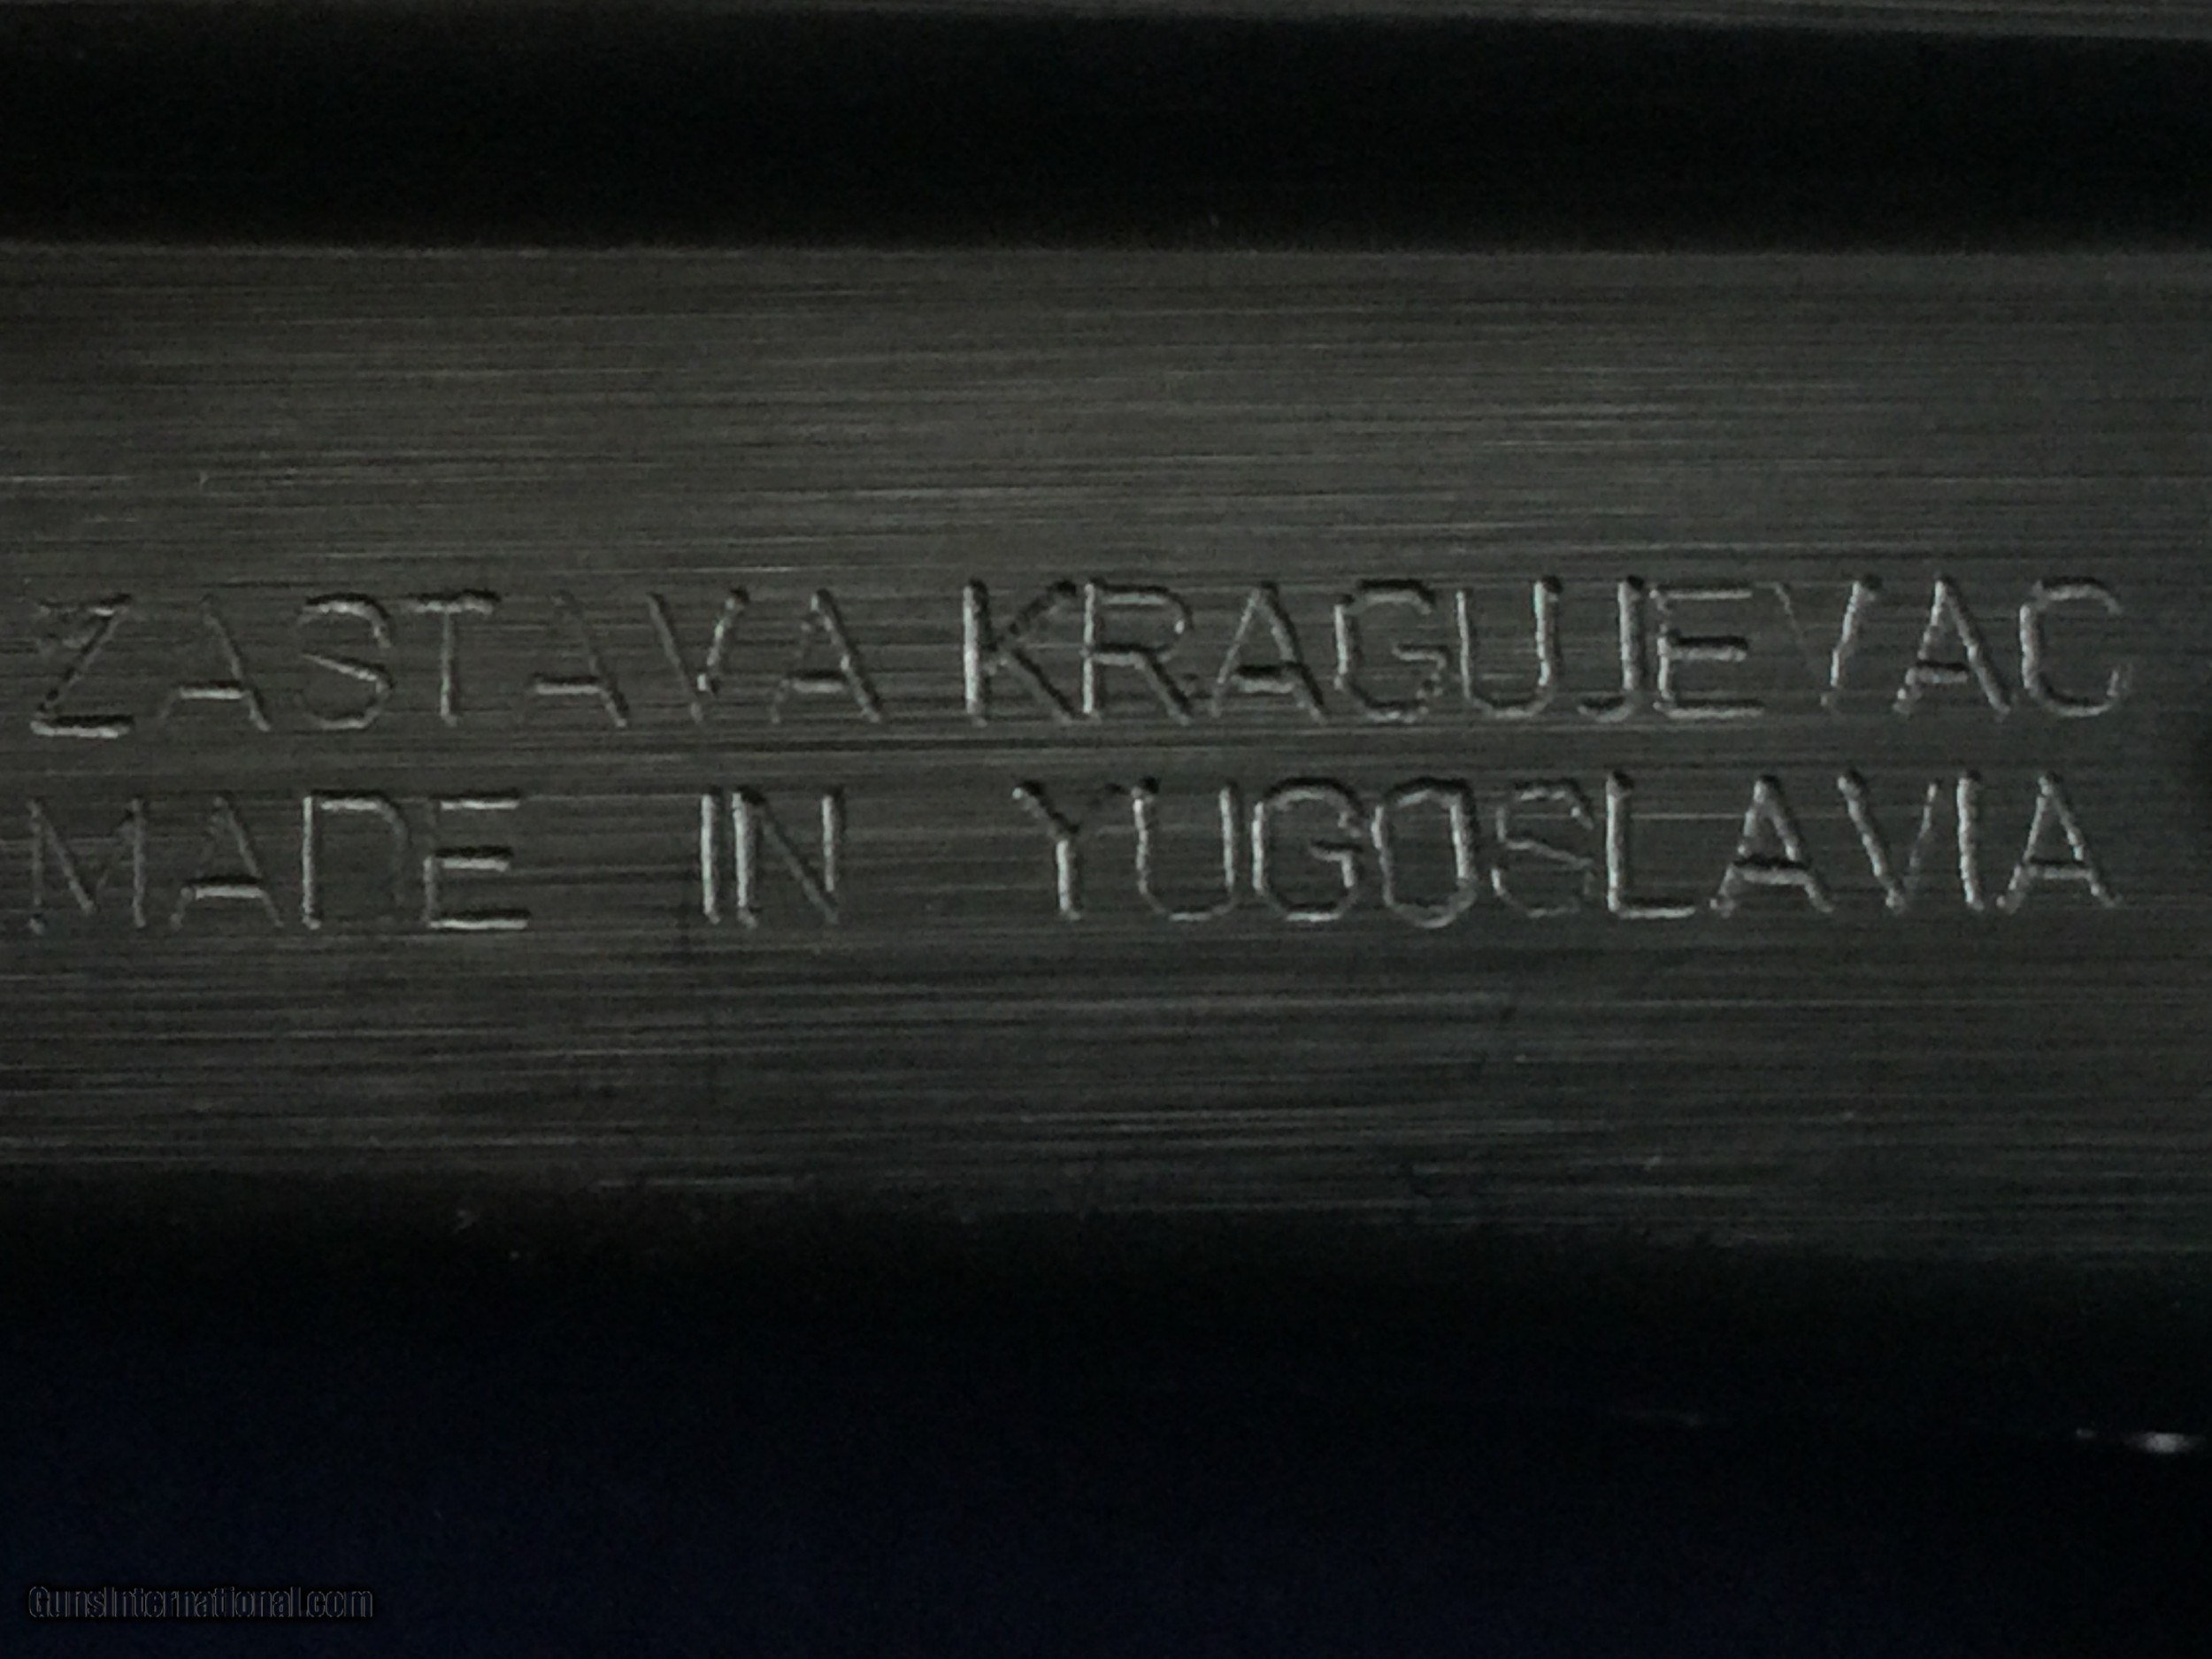 ZASTAVA KRAGUJEVAC
MADE IN YUGOSLAVIA
GunsInternational.com